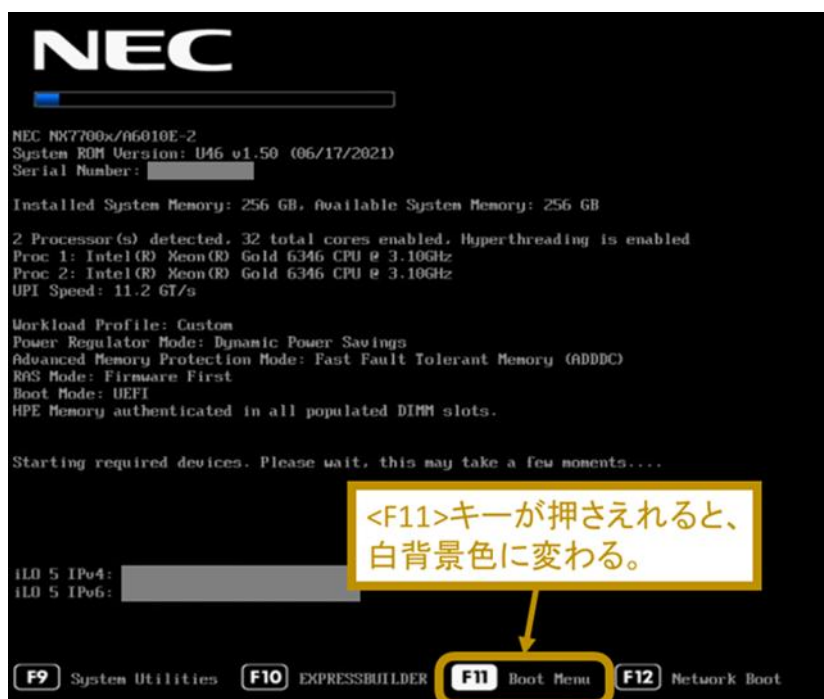 NEC
NEC NX7700x/A6010E-2
System ROM Version: U46 v1.50 (06/17/2021)
Serial Number:
Installed System Memory: 256 GB, Available System Memory: 256 GB
2 Processor(s) detected, 32 total cores enabled, Hyperthreading is enabled
Proc 1: Intel(R) Xeon(R) Gold 6346 CPU @ 3.10GHz
Proc 2: Intel(R) Xeon(R) Gold 6346 CPU @ 3.10GHz
UPI Speed: 11.2 GT/s
Workload Profile: Custom
Power Regulator Mode: Dynamic Power Savings
Advanced Memory Protection Mode: Fast Fault Tolerant Memory (ADDDC)
RAS Mode: Firmware First
Boot Mode: UEFI
HPE Memory authenticated in all populated DIMM slots.
Starting required devices. Please wait, this may take a few moments....
<F11>キーが押さえれると、
白背景色に変わる。
iLO 5 IPv4:
iLO 5 IPv6:
F9 System Utilities F10 EXPRESSBUILDER F11 Boot Menu F12 Network Boot